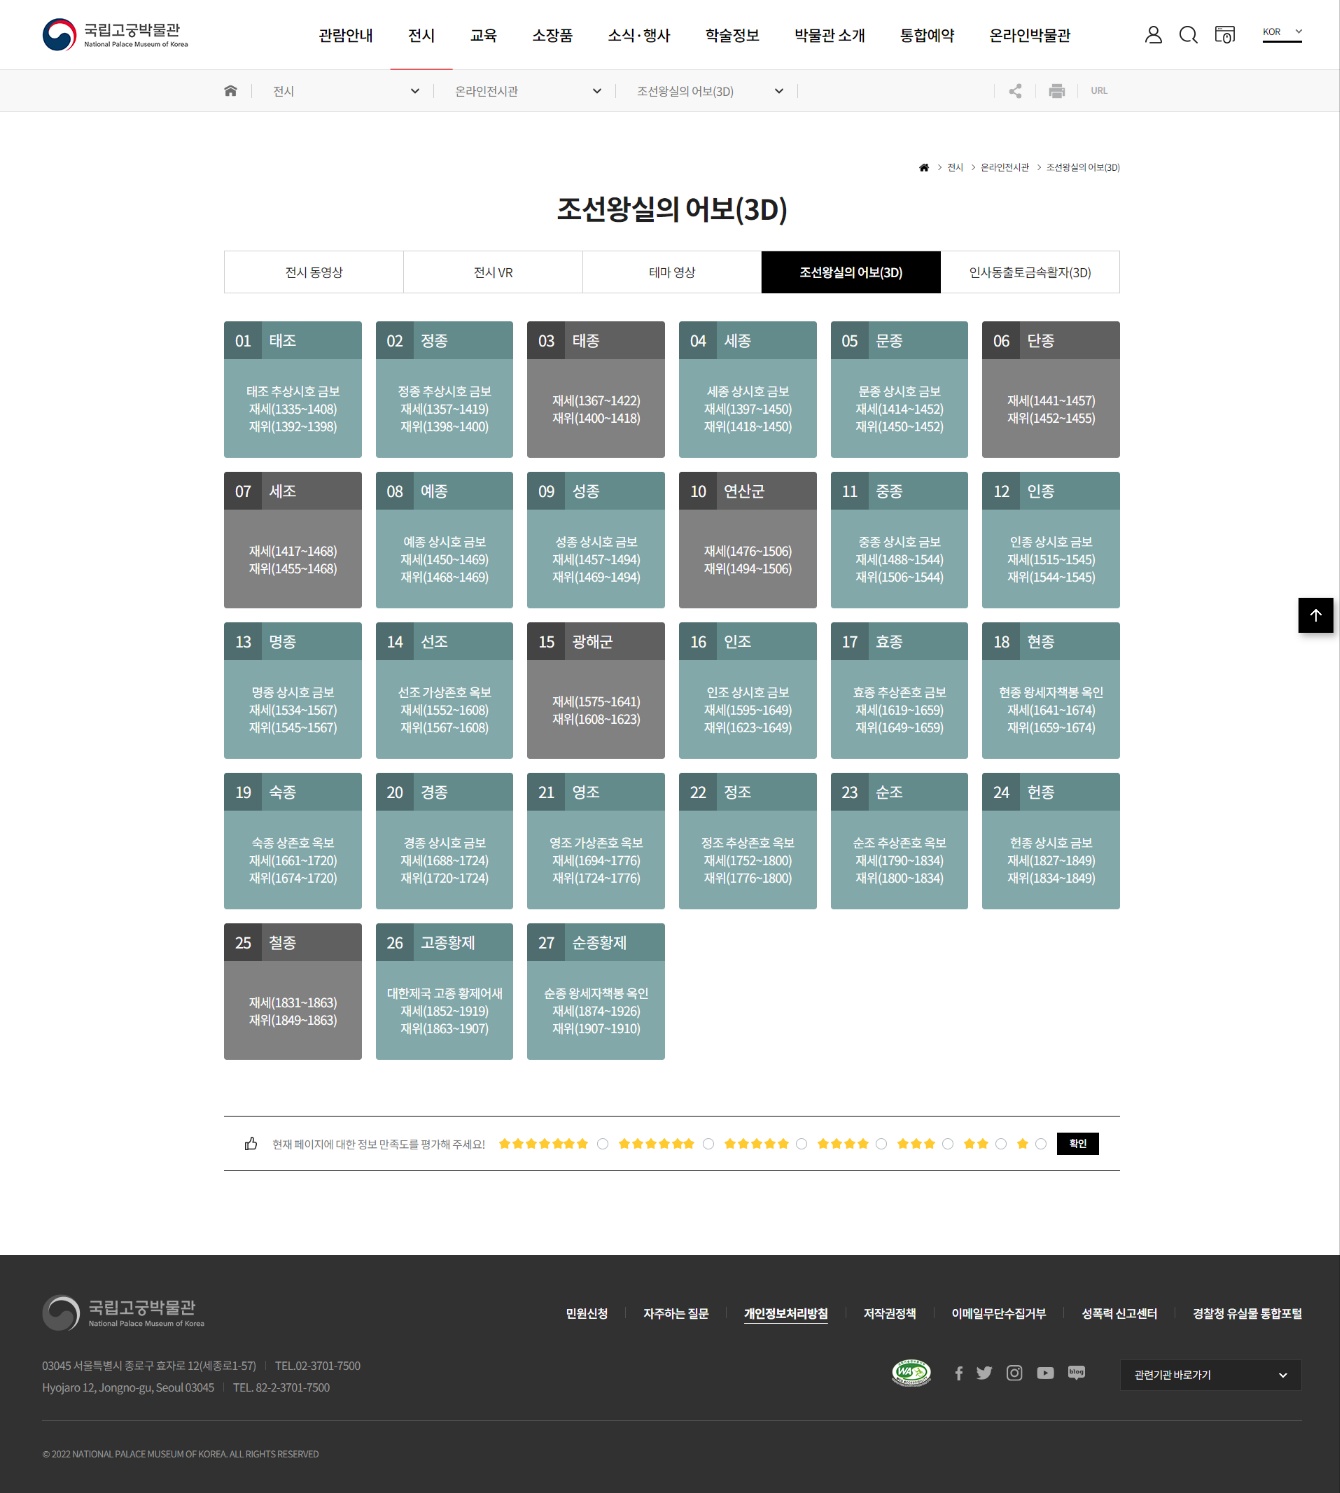 국립고궁박물관
National Palace Museum of Korea
관람안내 전시 교육 소장품 소식·행사 학술정보 박물관 소개 통합예약 온라인박물관
KOR
전시 온라인전시관 조선왕실의 어보(3D) URL
전시 온라인전시관 조선왕실의 어보(3D)
조선왕실의 어보(3D)
전시 동영상 전시 VR 테마 영상 조선왕실의 어보(3D) 인사동출토금속활자(3D)
01 태조
태조 추상시호 금보
재세(1335~1408)
재위(1392~1398)
02 정종
정종 추상시호 금보
재세(1357~1419)
재위(1398~1400)
03 태종
재세(1367~1422)
재위(1400~1418)
04 세종
세종 상시호 금보
재세(1397~1450)
재위(1418~1450)
05 문종
문종 상시호 금보
재세(1414~1452)
재위(1450~1452)
06 단종
재세(1441~1457)
재위(1452~1455)
07 세조
재세(1417~1468)
재위(1455~1468)
08 예종
예종 상시호 금보
재세(1450~1469)
재위(1468~1469)
09 성종
성종 상시호 금보
재세(1457~1494)
재위(1469~1494)
10 연산군
재세(1476~1506)
재위(1494~1506)
11 중종
중종 상시호 금보
재세(1488~1544)
재위(1506~1544)
12 인종
인종 상시호 금보
재세(1515~1545)
재위(1544~1545)
13 명종
명종 상시호 금보
재세(1534~1567)
재위(1545~1567)
14 선조
선조 가상존호 옥보
재세(1552~1608)
재위(1567~1608)
15 광해군
재세(1575~1641)
재위(1608~1623)
16 인조
인조 상시호 금보
재세(1595~1649)
재위(1623~1649)
17 효종
효종 추상존호 금보
재세(1619~1659)
재위(1649~1659)
18 현종
현종 왕세자책봉 옥인
재세(1641~1674)
재위(1659~1674)
19 숙종
숙종 상존호 옥보
재세(1661~1720)
재위(1674~1720)
20 경종
경종 상시호 금보
재세(1688~1724)
재위(1720~1724)
21 영조
영조 가상존호 옥보
재세(1694~1776)
재위(1724~1776)
22 정조
정조 추상존호 옥보
재세(1752~1800)
재위(1776~1800)
23 순조
순조 추상존호 옥보
재세(1790~1834)
재위(1800~1834)
24 헌종
헌종 상시호 금보
재세(1827~1849)
재위(1834~1849)
25 철종
재세(1831~1863)
재위(1849~1863)
26 고종황제
대한제국 고종 황제어새
재세(1852~1919)
재위(1863~1907)
27 순종황제
순종 왕세자책봉 옥인
재세(1874~1926)
재위(1907~1910)
현재 페이지에 대한 정보 만족도를 평가해 주세요! 확인
국립고궁박물관
National Palace Museum of Korea
민원신청 자주하는 질문 개인정보처리방침 저작권정책 이메일무단수집거부 성폭력 신고센터 경찰청 유실물 통합포털
03045 서울특별시 종로구 효자로 12(세종로1-57) TEL.02-3701-7500
Hyojaro 12, Jongno-gu, Seoul 03045 TEL. 82-2-3701-7500
WA
blog
관련기관 바로가기
© 2022 NATIONAL PALACE MUSEUM OF KOREA. ALL RIGHTS RESERVED